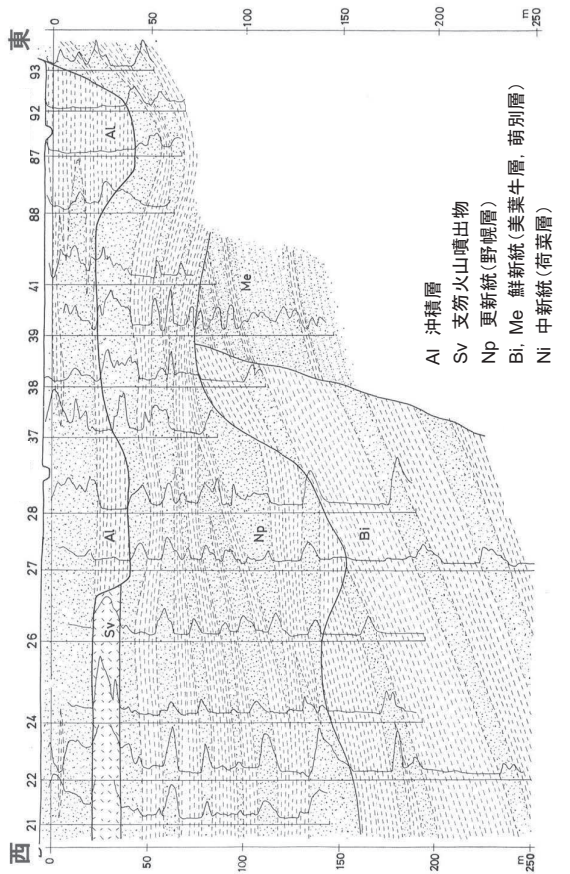 西 東
21 22 24 26 27 28 37 38 39 41 88 87 92 93
0 0
50 50
100 100
150 150
200 200
m m
250 250
Al Al
Sv
Np
Bi
Me
Al 沖積層
Sv 支笏火山噴出物
Np 更新統(野幌層)
Bi, Me 鮮新統(美葉牛層, 萌別層)
Ni 中新統(荷菜層)